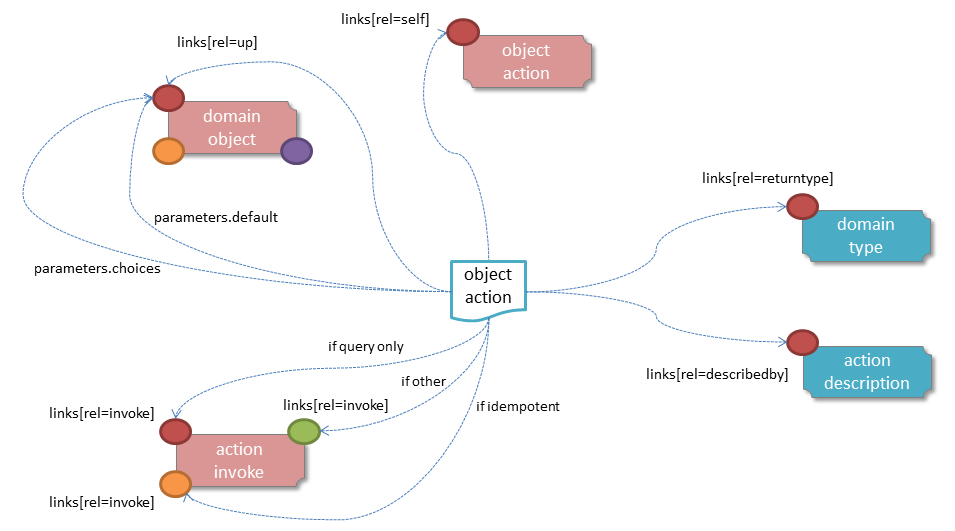 links[rel=self]
links[rel=up]
object
action
domain
object
links[rel=returntype]
parameters.default
domain
type
parameters.choices
object
action
if query only
action
description
links[rel=describedby]
if other
links[rel=invoke]
links[rel=invoke]
if idempotent
action
invoke
links[rel=invoke]